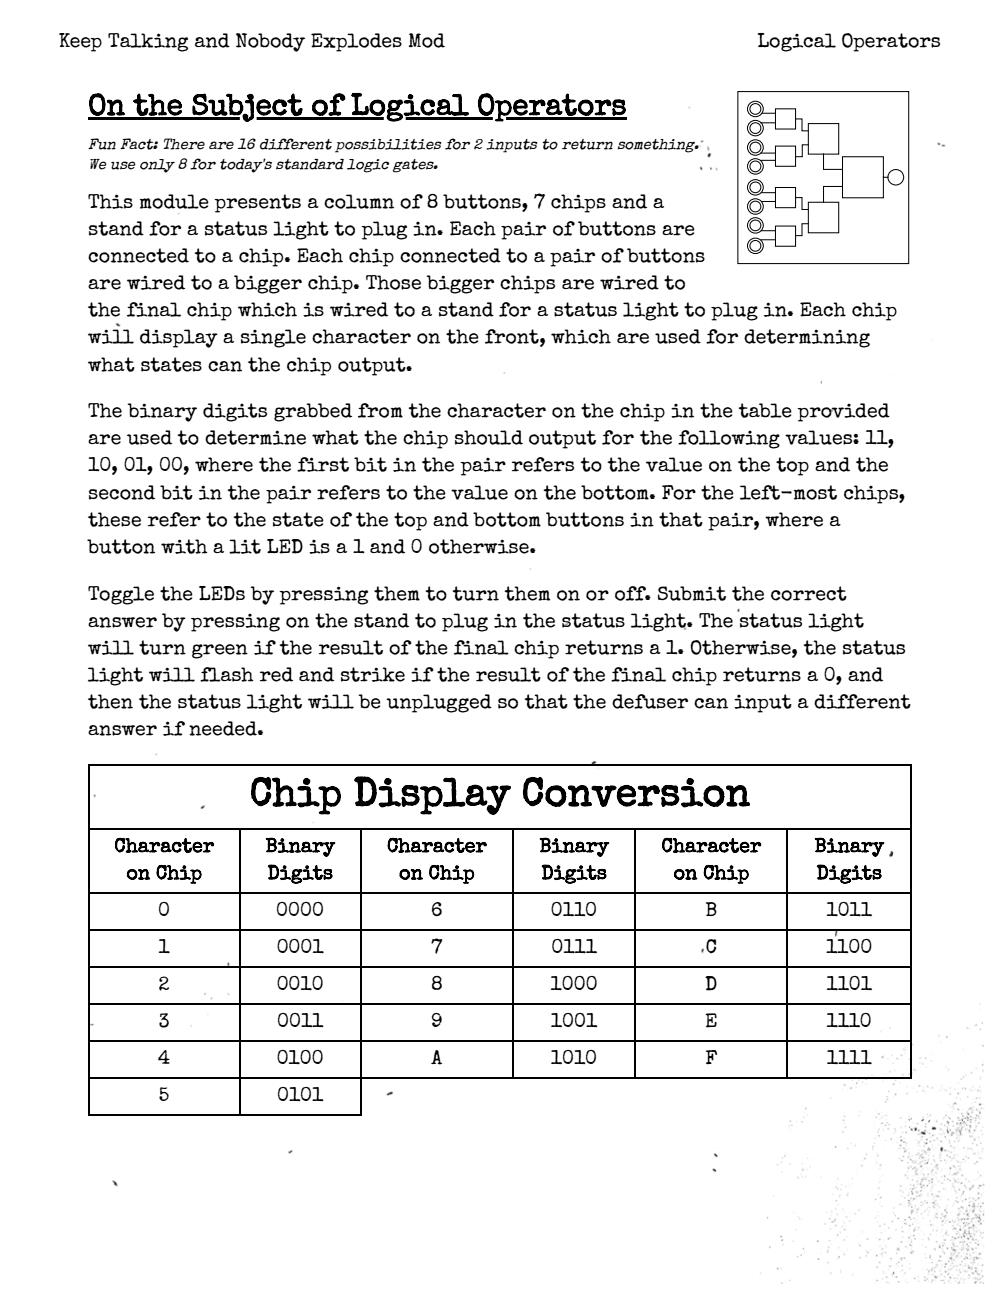 Keep Talking and Nobody Explodes Mod
Logical Operators
On the Subject of Logical Operators
Fun Fact: There are 16 different possibilities for 2 inputs to return something.
We use only 8 for today's standard logic gates.
This module presents a column of 8 buttons, 7 chips and a
stand for a status light to plug in. Each pair of buttons are
connected to a chip. Each chip connected to a pair of buttons
are wired to a bigger chip. Those bigger chips are wired to
the final chip which is wired to a stand for a status light to plug in. Each chip
will display a single character on the front, which are used for determining
what states can the chip output.
The binary digits grabbed from the character on the chip in the table provided
are used to determine what the chip should output for the following values: 11,
10, 01, 00, where the first bit in the pair refers to the value on the top and the
second bit in the pair refers to the value on the bottom. For the left-most chips,
these refer to the state of the top and bottom buttons in that pair, where a
button with a lit LED is a 1 and 0 otherwise.
Toggle the LEDs by pressing them to turn them on or off. Submit the correct
answer by pressing on the stand to plug in the status light. The status light
will turn green if the result of the final chip returns a 1. Otherwise, the status
light will flash red and strike if the result of the final chip returns a 0, and
then the status light will be unplugged so that the defuser can input a different
answer if needed.
Chip Display Conversion
Character on Chip Binary Digits Character on Chip Binary Digits Character on Chip Binary Digits
0 0000 6 0110 B 1011
1 0001 7 0111 C 1100
2 0010 8 1000 D 1101
3 0011 9 1001 E 1110
4 0100 A 1010 F 1111
5 0101